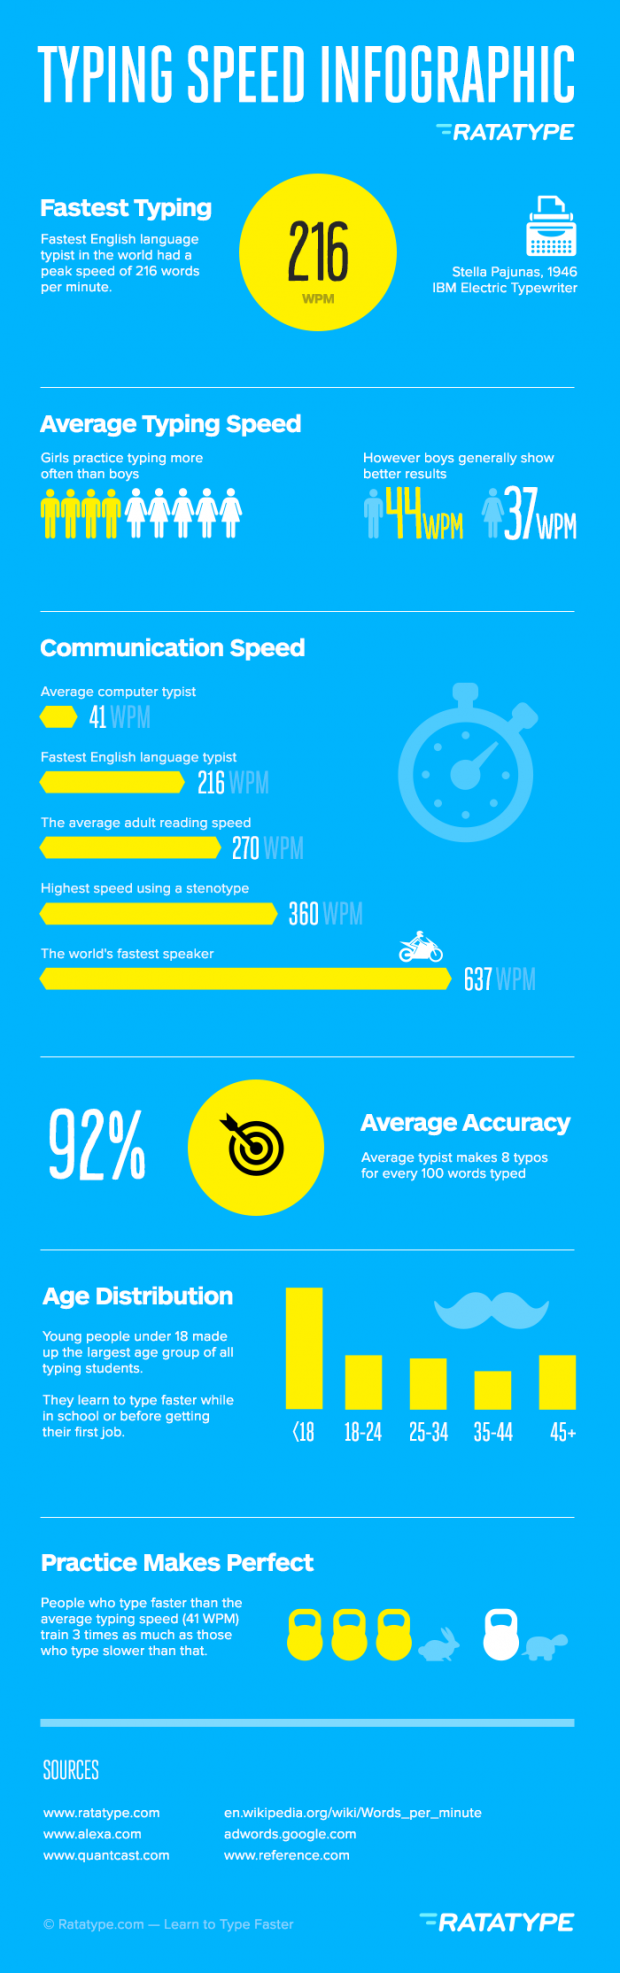 TYPING SPEED INFOGRAPHIC
RATATYPE
Fastest Typing
Fastest English language
typist in the world had a
peak speed of 216 words
per minute.
216
WPM
Stella Pajunas, 1946
IBM Electric Typewriter
Average Typing Speed
Girls practice typing more
often than boys
However boys generally show
better results
44 WPM
37 WPM
Communication Speed
Average computer typist
41 WPM
Fastest English language typist
216 WPM
The average adult reading speed
270 WPM
Highest speed using a stenotype
360 WPM
The world's fastest speaker
637 WPM
92%
Average Accuracy
Average typist makes 8 typos
for every 100 words typed
Age Distribution
Young people under 18 made
up the largest age group of all
typing students.
They learn to type faster while
in school or before getting
their first job.
<18 18-24 25-34 35-44 45+
Practice Makes Perfect
People who type faster than the
average typing speed (41 WPM)
train 3 times as much as those
who type slower than that.
SOURCES
www.ratatype.com
www.alexa.com
www.quantcast.com
en.wikipedia.org/wiki/Words_per_minute
adwords.google.com
www.reference.com
© Ratatype.com — Learn to Type Faster
RATATYPE